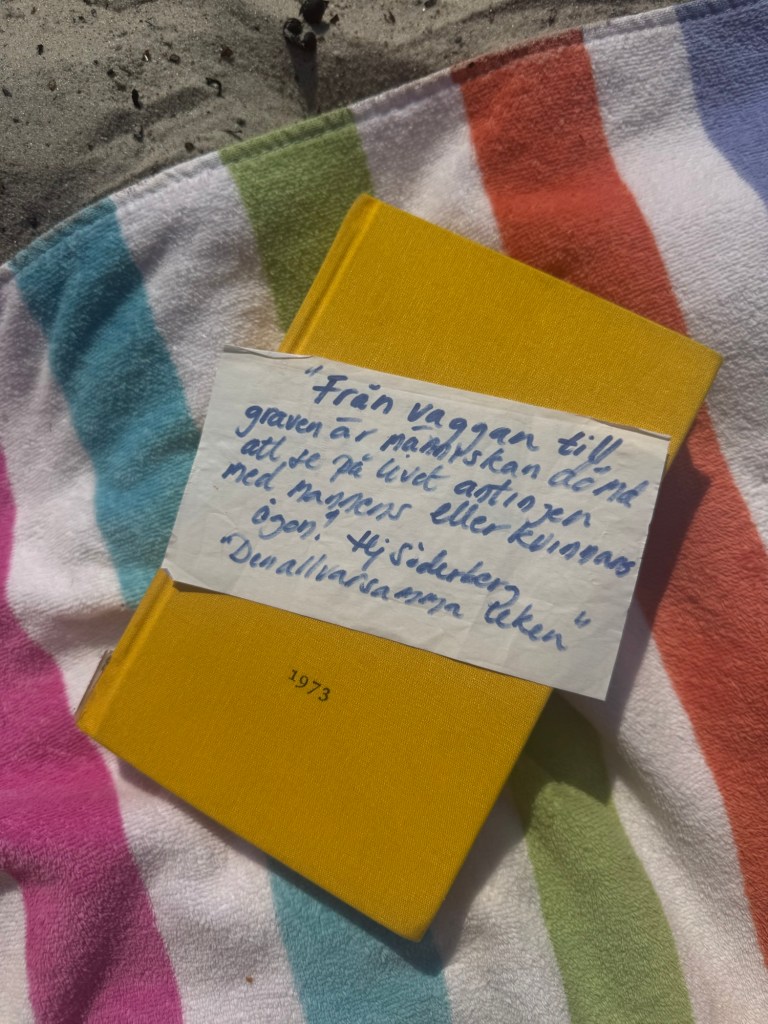 "Från vaggan till
graven är människan dömd
att se på livet antingen
med mannens eller kvinnans
ögon." Hj Söderberg
"Den allvarsamma leken"
1973